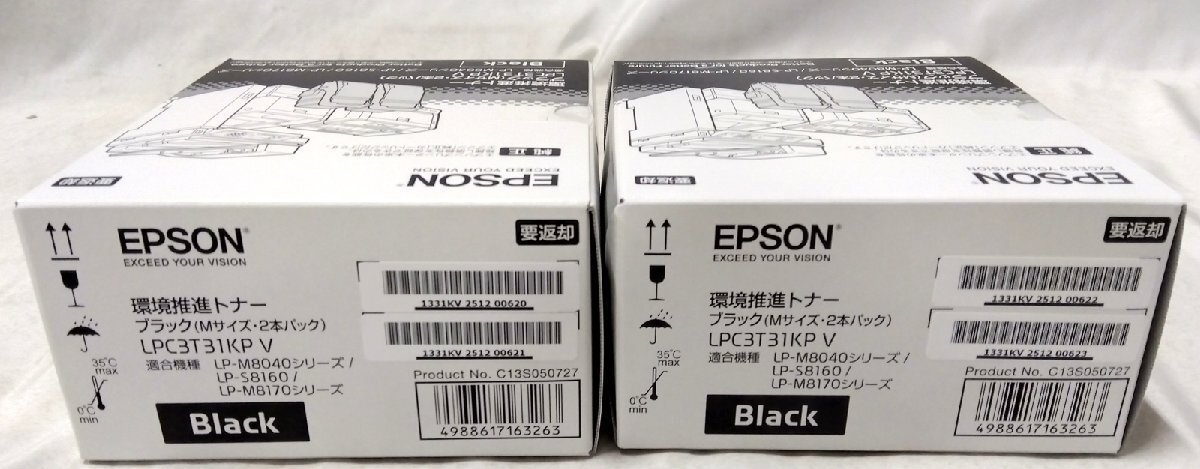 Black
EPSON
EXCEED YOUR VISION
純正
要返却
EPSON
EXCEED YOUR VISION
要返却
環境推進トナー
ブラック(Mサイズ・2本パック)
LPC3T31KP V
適合機種 LP-M8040シリーズ/
LP-S8160/
LP-M8170シリーズ
35℃
max
0℃
min
Black
1331KV 2512 00620
1331KV 2512 00621
Product No. C13S050727
4988617163263
Black
EPSON
EXCEED YOUR VISION
純正
要返却
EPSON
EXCEED YOUR VISION
要返却
環境推進トナー
ブラック(Mサイズ・2本パック)
LPC3T31KP V
適合機種 LP-M8040シリーズ/
LP-S8160/
LP-M8170シリーズ
35℃
max
0℃
min
Black
1331KV 2512 00622
1331KV 2512 00623
Product No. C13S050727
4988617163263